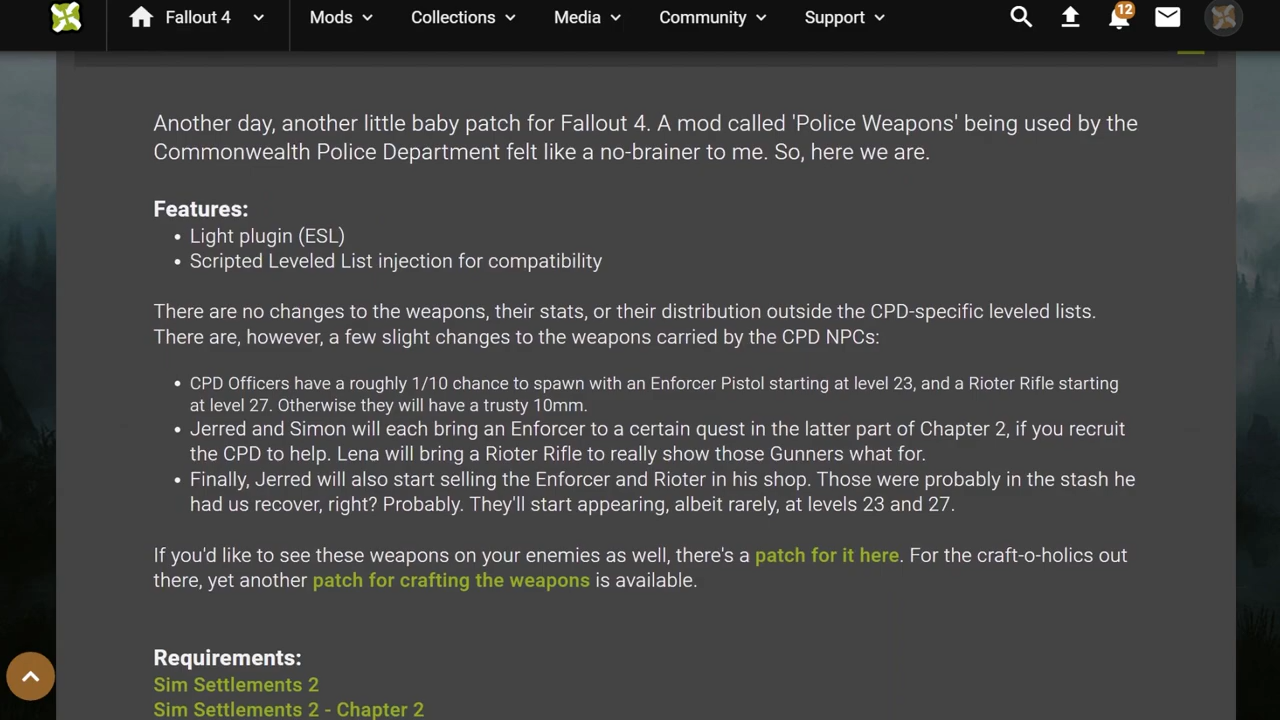 Fallout 4 Mods Collections Media Community Support 12
Another day, another little baby patch for Fallout 4. A mod called 'Police Weapons' being used by the
Commonwealth Police Department felt like a no-brainer to me. So, here we are.
Features:
• Light plugin (ESL)
• Scripted Leveled List injection for compatibility
There are no changes to the weapons, their stats, or their distribution outside the CPD-specific leveled lists.
There are, however, a few slight changes to the weapons carried by the CPD NPCs:
• CPD Officers have a roughly 1/10 chance to spawn with an Enforcer Pistol starting at level 23, and a Rioter Rifle starting
at level 27. Otherwise they will have a trusty 10mm.
• Jerred and Simon will each bring an Enforcer to a certain quest in the latter part of Chapter 2, if you recruit
the CPD to help. Lena will bring a Rioter Rifle to really show those Gunners what for.
• Finally, Jerred will also start selling the Enforcer and Rioter in his shop. Those were probably in the stash he
had us recover, right? Probably. They'll start appearing, albeit rarely, at levels 23 and 27.
If you'd like to see these weapons on your enemies as well, there's a patch for it here. For the craft-o-holics out
there, yet another patch for crafting the weapons is available.
Requirements:
Sim Settlements 2
Sim Settlements 2 - Chapter 2